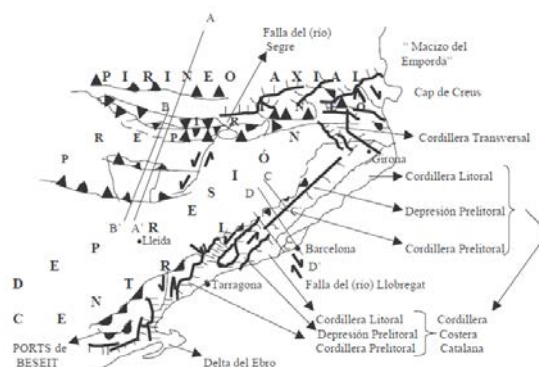 A
Falla del (río)
Segre
" Macizo del
Emporda"
P I R I N E O A X I A L
Cap de Creus
B
P R E P I R I N E O
Cordillera Transversal
Girona
Cordillera Litoral
C
D
Depresión Prelitoral
B' A'
Lleida
Cordillera Prelitoral
C'
Barcelona
D'
D E P R E S I Ó N
Falla del (río) Llobregat
Tarragona
C E N T R A L
Cordillera Litoral
Depresión Prelitoral
Cordillera Prelitoral
Cordillera
Costera
Catalana
PORTS de
BESEIT
Delta del Ebro